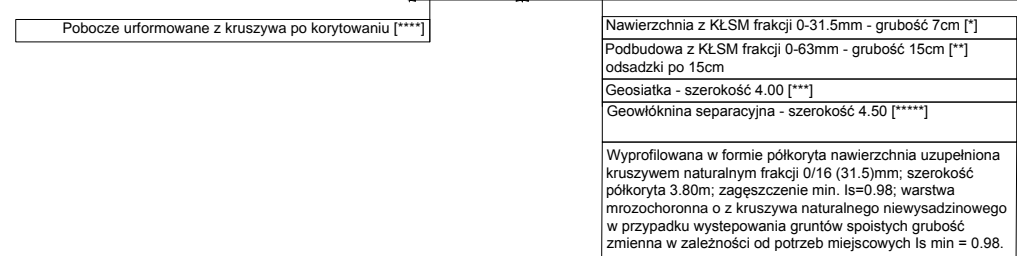 Pobocze urformowane z kruszywa po korytowaniu [****]
Nawierzchnia z KŁSM frakcji 0-31.5mm - grubość 7cm [*]
Podbudowa z KŁSM frakcji 0-63mm - grubość 15cm [**]
odsadzki po 15cm
Geosiatka - szerokość 4.00 [***]
Geowłóknina separacyjna - szerokość 4.50 [*****]
Wyprofilowana w formie półkoryta nawierzchnia uzupełniona
kruszywem naturalnym frakcji 0/16 (31.5)mm; szerokość
półkoryta 3.80m; zagęszczenie min. Is=0.98; warstwa
mrozochoronna o z kruszywa naturalnego niewysadzinowego
w przypadku wystepowania gruntów spoistych grubość
zmienna w zależności od potrzeb miejscowych Is min = 0.98.